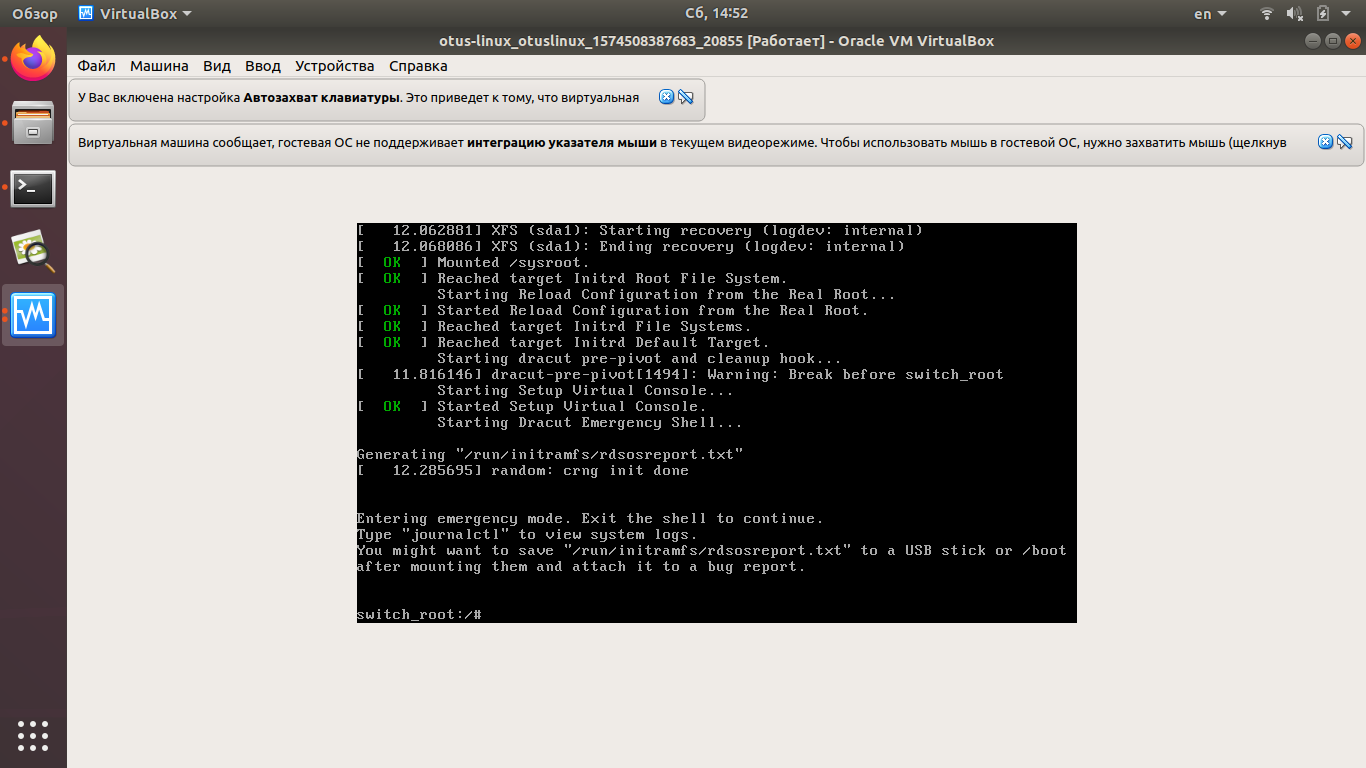 Обзор VirtualBox Сб, 14:52 en
otus-linux_otuslinux_1574508387683_20855 [Работает] - Oracle VM VirtualBox
Файл Машина Вид Ввод Устройства Справка
У Вас включена настройка Автозахват клавиатуры. Это приведет к тому, что виртуальная
Виртуальная машина сообщает, гостевая ОС не поддерживает интеграцию указателя мыши в текущем видеорежиме. Чтобы использовать мышь в гостевой ОС, нужно захватить мышь (щелкнув
[   12.062881] XFS (sda1): Starting recovery (logdev: internal)
[   12.068086] XFS (sda1): Ending recovery (logdev: internal)
[  OK  ] Mounted /sysroot.
[  OK  ] Reached target Initrd Root File System.
Starting Reload Configuration from the Real Root...
[  OK  ] Started Reload Configuration from the Real Root.
[  OK  ] Reached target Initrd File Systems.
[  OK  ] Reached target Initrd Default Target.
Starting dracut pre-pivot and cleanup hook...
[   11.816146] dracut-pre-pivot[1494]: Warning: Break before switch_root
Starting Setup Virtual Console...
[  OK  ] Started Setup Virtual Console.
Starting Dracut Emergency Shell...
Generating "/run/initramfs/rdsosreport.txt"
[   12.285695] random: crng init done
Entering emergency mode. Exit the shell to continue.
Type "journalctl" to view system logs.
You might want to save "/run/initramfs/rdsosreport.txt" to a USB stick or /boot
after mounting them and attach it to a bug report.
switch_root:/#